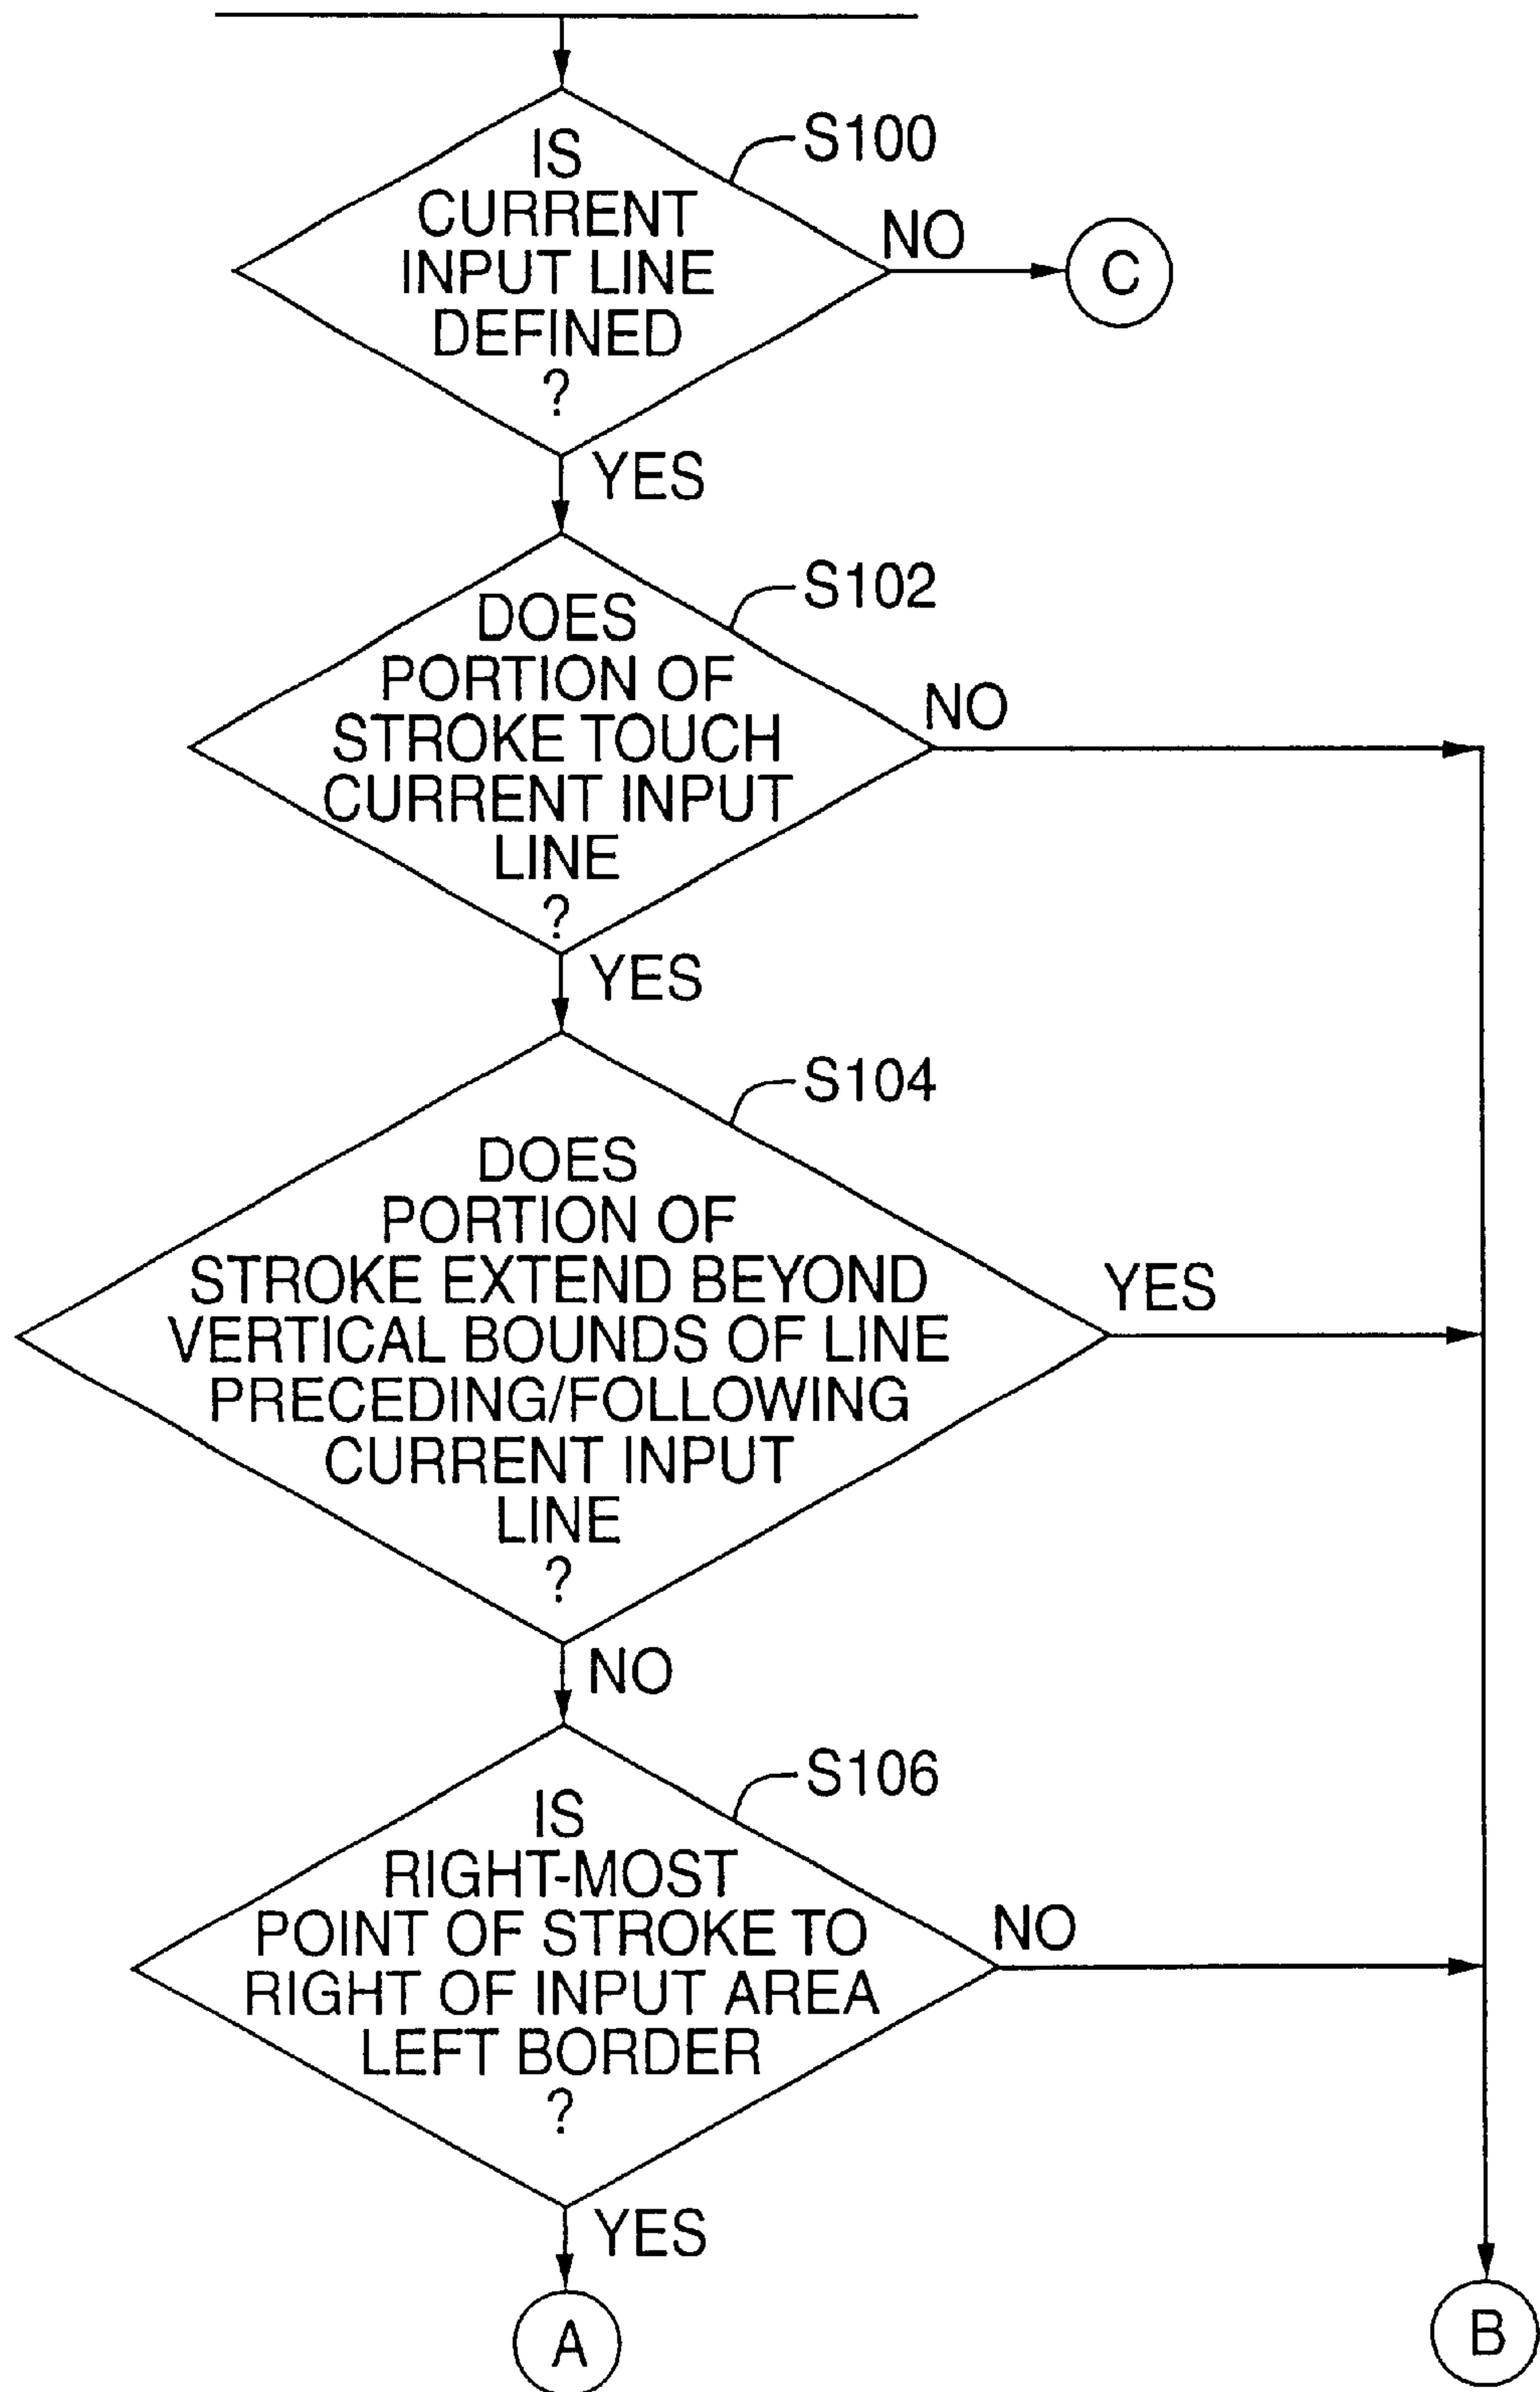 S100
IS
CURRENT
INPUT LINE
DEFINED
?
NO
C
YES
S102
DOES
PORTION OF
STROKE TOUCH
CURRENT INPUT
LINE
?
NO
YES
S104
DOES
PORTION OF
STROKE EXTEND BEYOND
VERTICAL BOUNDS OF LINE
PRECEDING/FOLLOWING
CURRENT INPUT
LINE
?
YES
NO
S106
IS
RIGHT-MOST
POINT OF STROKE TO
RIGHT OF INPUT AREA
LEFT BORDER
?
NO
YES
A
B